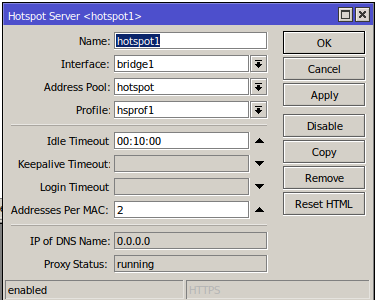 Hotspot Server <hotspot1>
Name: hotspot1
OK
Interface: bridge1
Cancel
Address Pool: hotspot
Apply
Profile: hsprof1
Disable
Idle Timeout 00:10:00
Copy
Keepalive Timeout:
Remove
Login Timeout
Addresses Per MAC: 2
Reset HTML
IP of DNS Name: 0.0.0.0
Proxy Status: running
enabled HTTPS